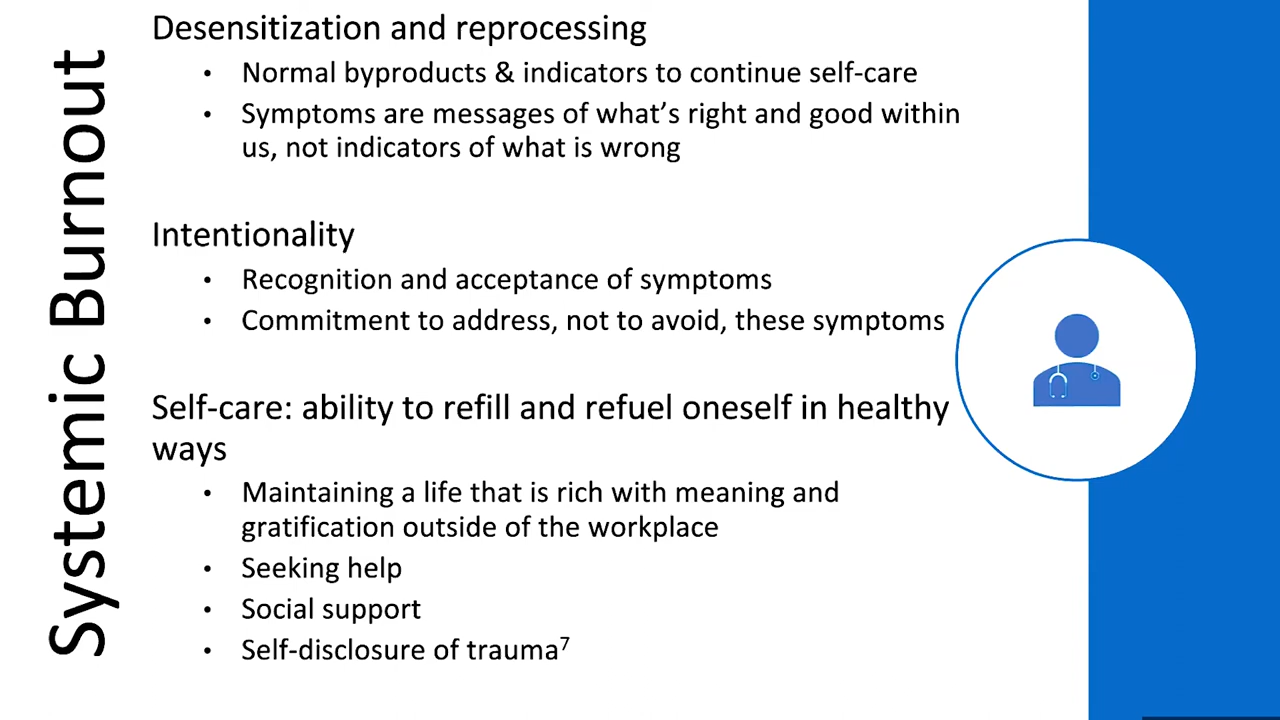 Systemic Burnout
Desensitization and reprocessing
• Normal byproducts & indicators to continue self-care
• Symptoms are messages of what’s right and good within
us, not indicators of what is wrong
Intentionality
• Recognition and acceptance of symptoms
• Commitment to address, not to avoid, these symptoms
Self-care: ability to refill and refuel oneself in healthy
ways
• Maintaining a life that is rich with meaning and
gratification outside of the workplace
• Seeking help
• Social support
• Self-disclosure of trauma⁷